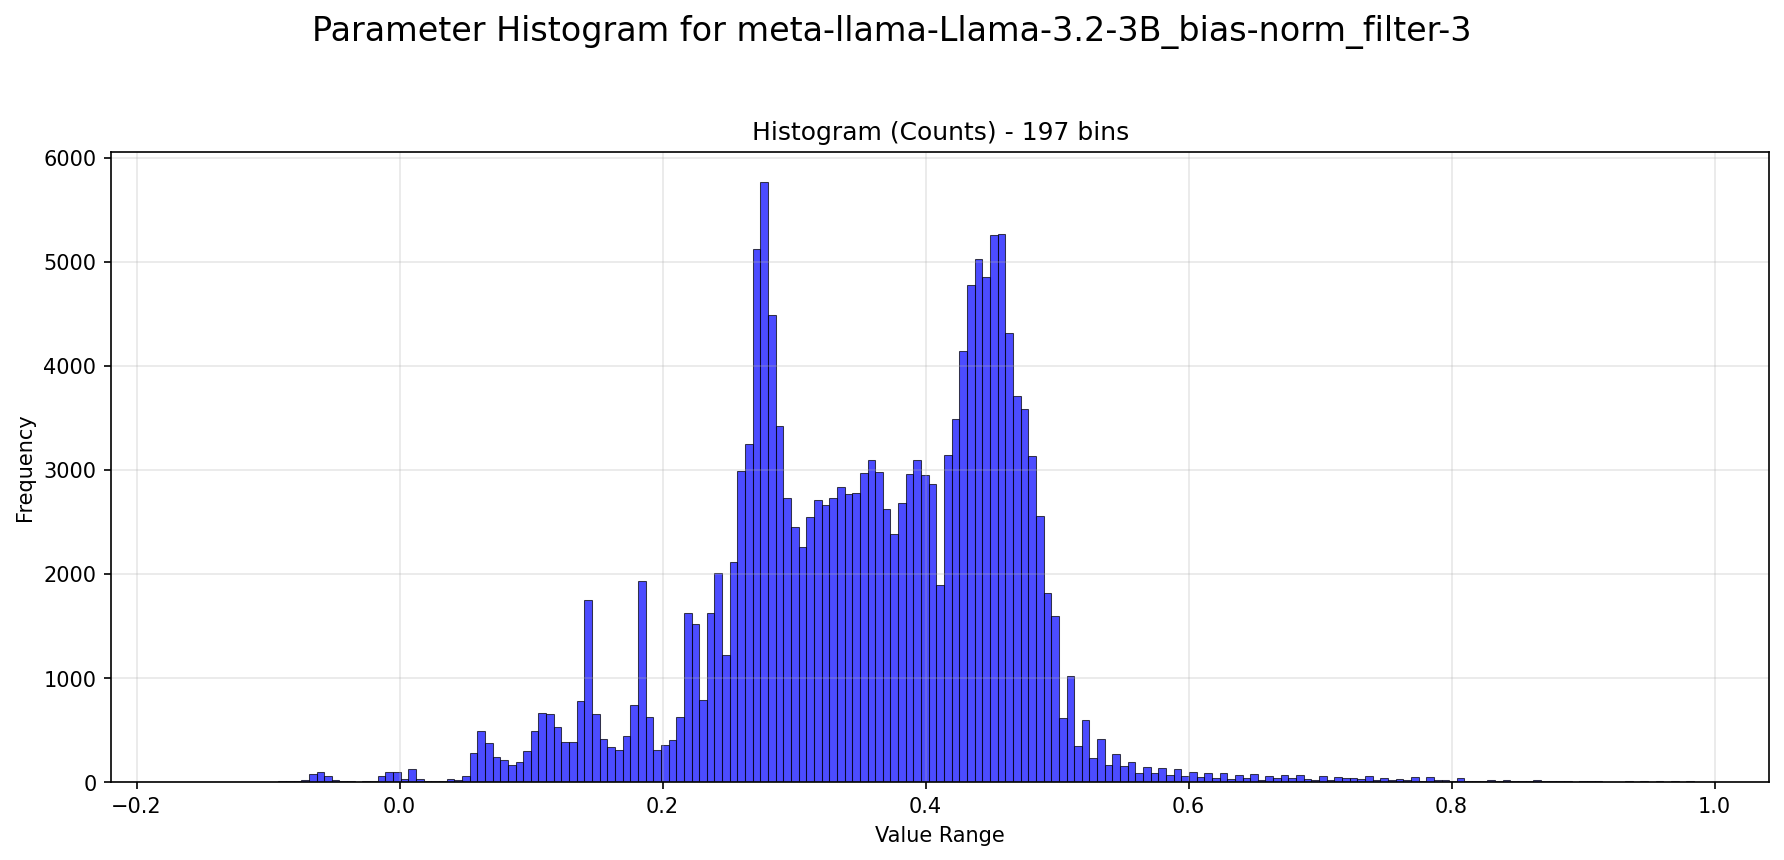 Parameter Histogram for meta-llama-Llama-3.2-3B_bias-norm_filter-3
Histogram (Counts) - 197 bins
6000
5000
4000
3000
2000
1000
0
Frequency
−0.2 0.0 0.2 0.4 0.6 0.8 1.0
Value Range